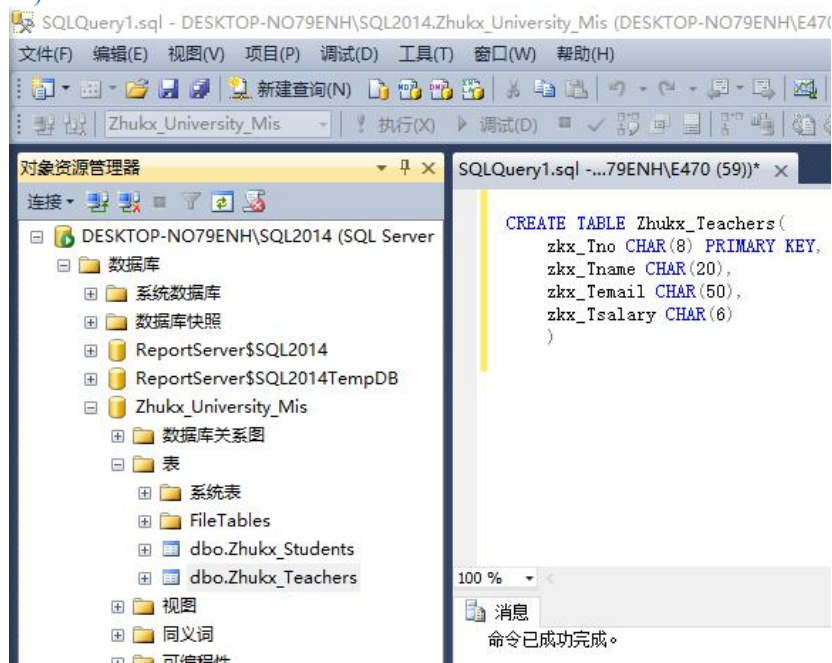 SQLQuery1.sql - DESKTOP-NO79ENH\SQL2014.Zhukx_University_Mis (DESKTOP-NO79ENH\E470
文件(F) 编辑(E) 视图(V) 项目(P) 调试(D) 工具(T) 窗口(W) 帮助(H)
新建查询(N)
Zhukx_University_Mis 执行(X) 调试(D)
对象资源管理器
连接
DESKTOP-NO79ENH\SQL2014 (SQL Server
数据库
系统数据库
数据库快照
ReportServer$SQL2014
ReportServer$SQL2014TempDB
Zhukx_University_Mis
数据库关系图
表
系统表
FileTables
dbo.Zhukx_Students
dbo.Zhukx_Teachers
视图
同义词
可编程性
SQLQuery1.sql -...79ENH\E470 (59))*
CREATE TABLE Zhukx_Teachers(
zkx_Tno CHAR(8) PRIMARY KEY,
zkx_Tname CHAR(20),
zkx_Temail CHAR(50),
zkx_Tsalary CHAR(6)
)
100 %
消息
命令已成功完成。